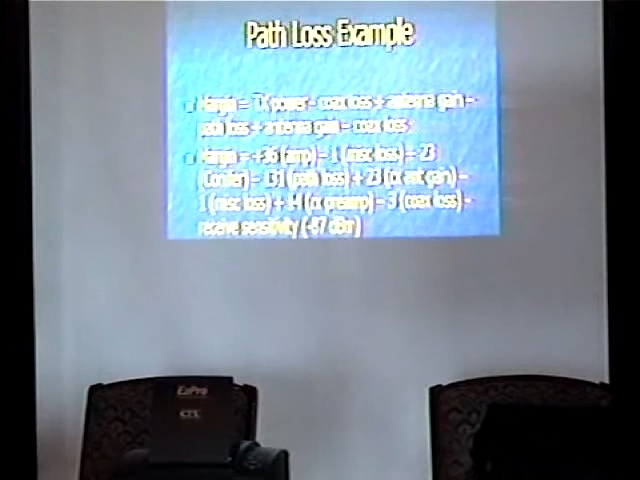 Path Loss Example
Margin = TX power - coax loss + antenna gain -
path loss + antenna gain - coax loss
Margin = +36 (amp) - 1 (misc loss) + 23
(Conifer) - 131 (path loss) + 23 (rx ant gain) -
1 (misc loss) + 14 (rx preamp) - 3 (coax loss) -
receive sensitivity (-87 dBm)
EzPro